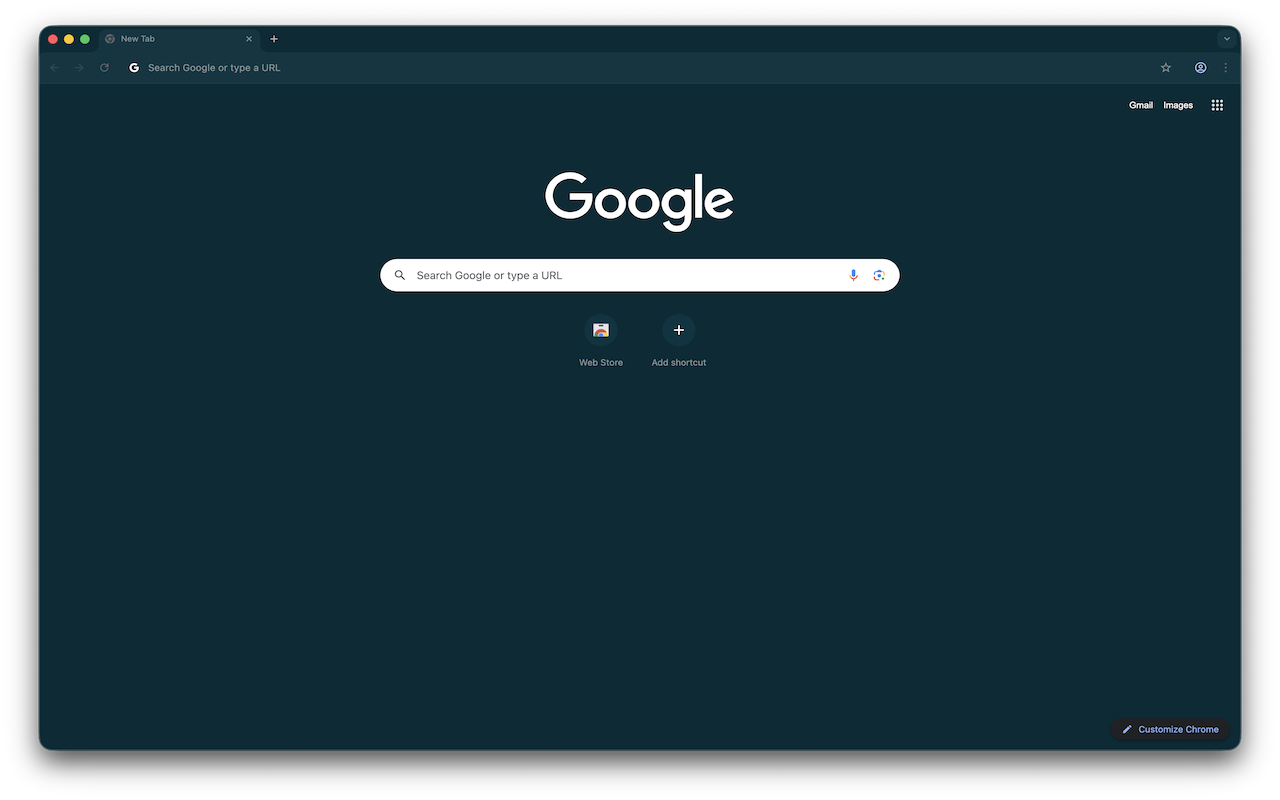 New Tab
Search Google or type a URL
Gmail Images
Google
Search Google or type a URL
Web Store Add shortcut
Customize Chrome